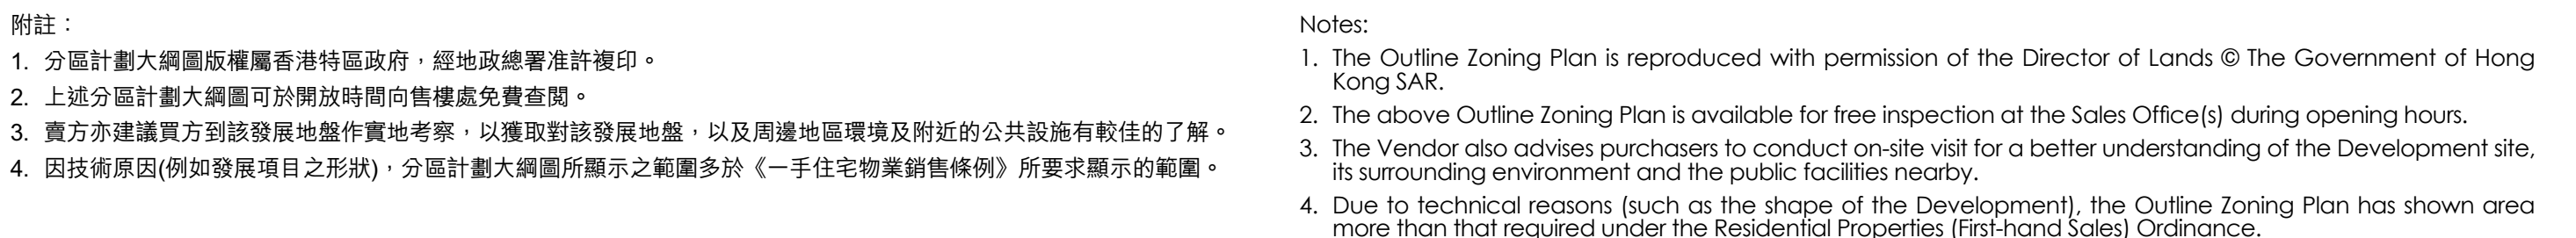 附註：
1. 分區計劃大綱圖版權屬香港特區政府，經地政總署准許複印。
2. 上述分區計劃大綱圖可於開放時間向售樓處免費查閱。
3. 賣方亦建議買方到該發展地盤作實地考察，以獲取對該發展地盤，以及周邊地區環境及附近的公共設施有較佳的了解。
4. 因技術原因(例如發展項目之形狀)，分區計劃大綱圖所顯示之範圍多於《一手住宅物業銷售條例》所要求顯示的範圍。
Notes:
1. The Outline Zoning Plan is reproduced with permission of the Director of Lands © The Government of Hong
Kong SAR.
2. The above Outline Zoning Plan is available for free inspection at the Sales Office(s) during opening hours.
3. The Vendor also advises purchasers to conduct on-site visit for a better understanding of the Development site,
its surrounding environment and the public facilities nearby.
4. Due to technical reasons (such as the shape of the Development), the Outline Zoning Plan has shown area
more than that required under the Residential Properties (First-hand Sales) Ordinance.